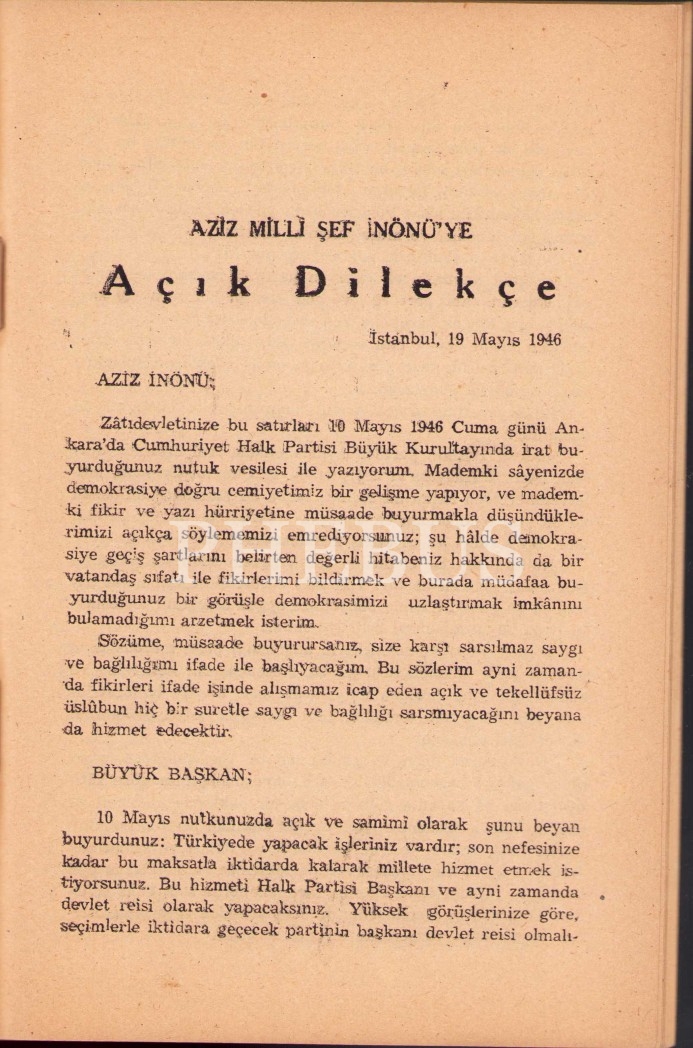 AZİZ MİLLİ ŞEF İNÖNÜ'YE
Açık Dilekçe
İstanbul, 19 Mayıs 1946
AZİZ İNÖNÜ;
Zâtıdevletinize bu satırları 10 Mayıs 1946 Cuma günü An-
kara'da Cumhuriyet Halk Partisi Büyük Kurultayında irat bu-
yurduğunuz nutuk vesilesi ile yazıyorum. Mademki sâyenizde
demokrasiye doğru cemiyetimiz bir gelişme yapıyor, ve madem-
ki fikir ve yazı hürriyetine müsaade buyurmakla düşündükle-
rimizi açıkça söylememizi emrediyorsunuz; şu hâlde demokra-
siye geçiş şartlarını belirten değerli hitabeniz hakkında da bir
vatandaş sıfatı ile fikirlerimi bildirmek ve burada müdafaa bu-
yurduğunuz bir görüşle demokrasimizi uzlaştırmak imkânını
bulamadığımı arzetmek isterim.
Sözüme, müsaade buyurursanız, size karşı sarsılmaz saygı
ve bağlılığımı ifade ile başlıyacağım. Bu sözlerim ayni zaman-
da fikirleri ifade işinde alışmamız icap eden açık ve tekellüfsüz
üslûbun hiç bir suretle saygı ve bağlılığı sarsmıyacağını beyana
da hizmet edecektir.
BÜYÜK BAŞKAN;
10 Mayıs nutkunuzda açık ve samimî olarak şunu beyan
buyurdunuz: Türkiyede yapacak işleriniz vardır; son nefesinize
kadar bu maksatla iktidarda kalarak millete hizmet etmek is-
tiyorsunuz. Bu hizmeti Halk Partisi Başkanı ve ayni zamanda
devlet reisi olarak yapacaksınız. Yüksek görüşlerinize göre,
seçimlerle iktidara geçecek partinin başkanı devlet reisi olmalı-